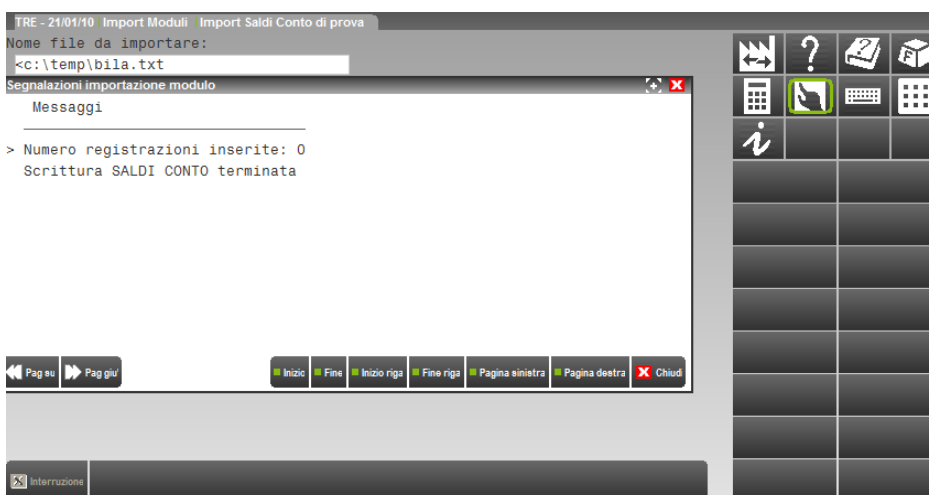 TRE - 21/01/10 Import Moduli Import Saldi Conto di prova
Nome file da importare:
<c:\temp\bila.txt
Segnalazioni importazione modulo
Messaggi
> Numero registrazioni inserite: 0
Scrittura SALDI CONTO terminata
Pag su Pag giu' Inizio Fine Inizio riga Fine riga Pagina sinistra Pagina destra Chiudi
Interruzione